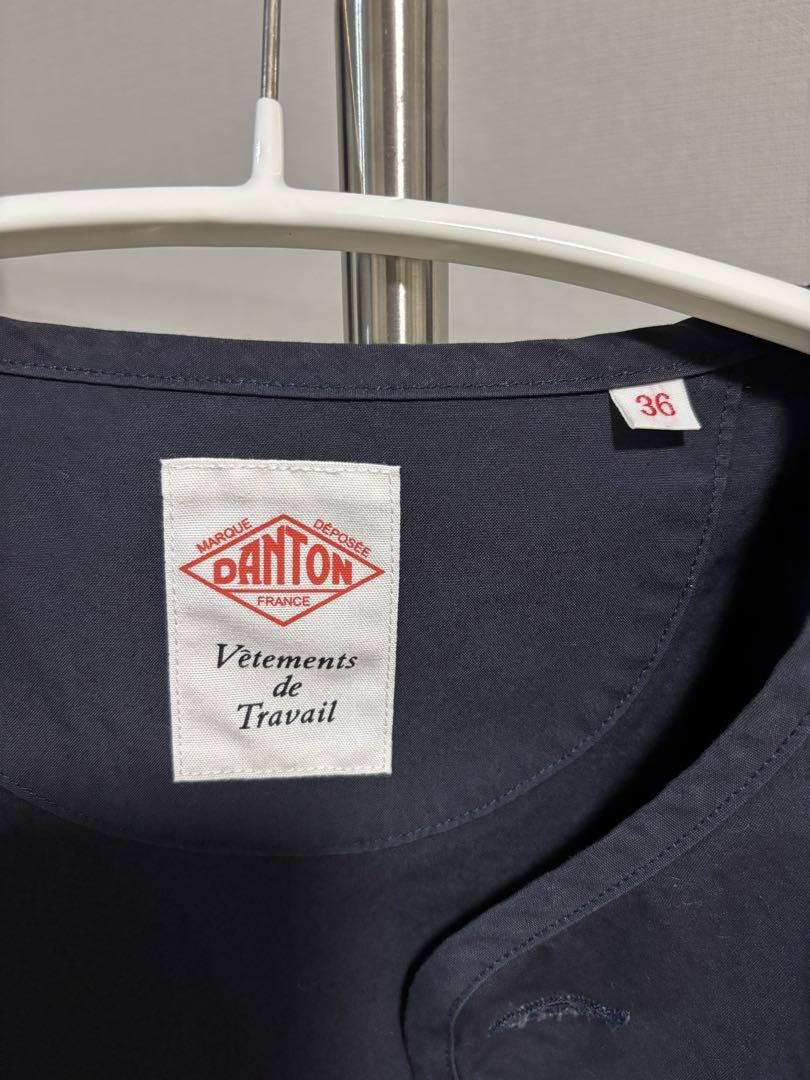 36
MARQUE DÉPOSÉE
DANTON
FRANCE
Vêtements
de
Travail